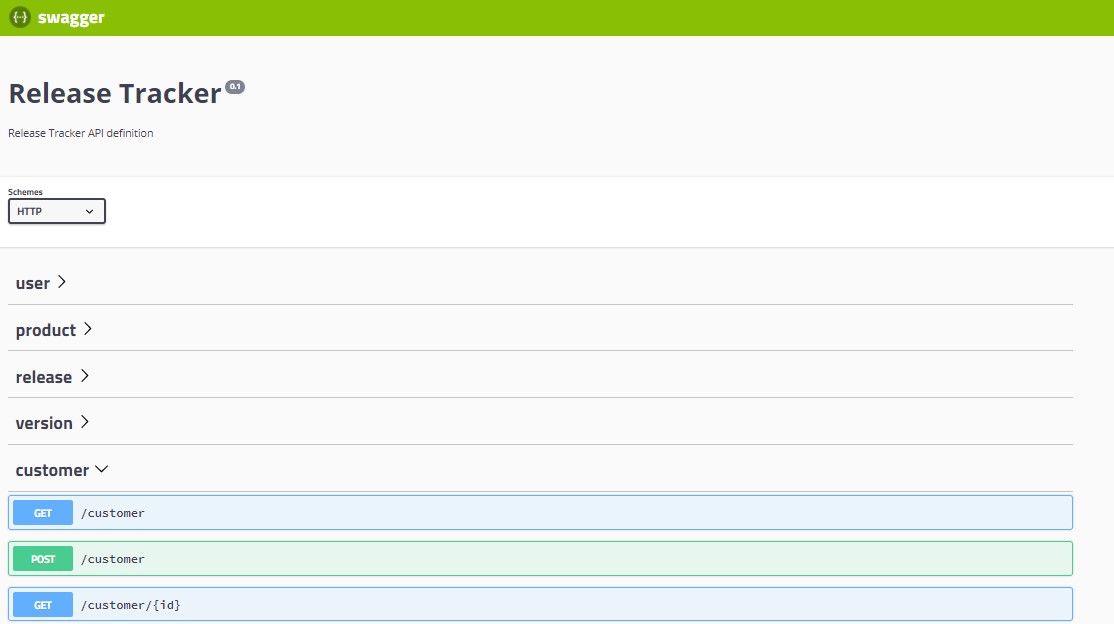 swagger
Release Tracker 0.1
Release Tracker API definition
Schemes
HTTP
user
product
release
version
customer
GET /customer
POST /customer
GET /customer/{id}